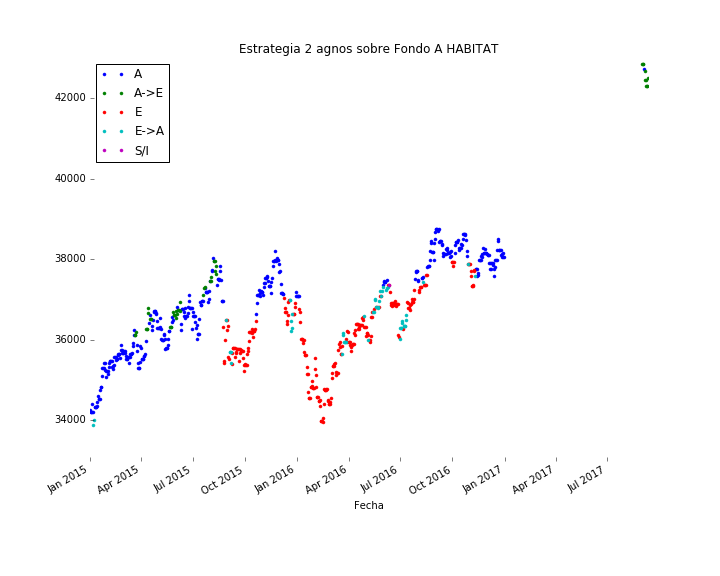 Estrategia 2 agnos sobre Fondo A HABITAT
A
A->E
E
E->A
S/I
42000
40000
38000
36000
34000
Jan 2015
Apr 2015
Jul 2015
Oct 2015
Jan 2016
Apr 2016
Jul 2016
Oct 2016
Jan 2017
Apr 2017
Jul 2017
Fecha